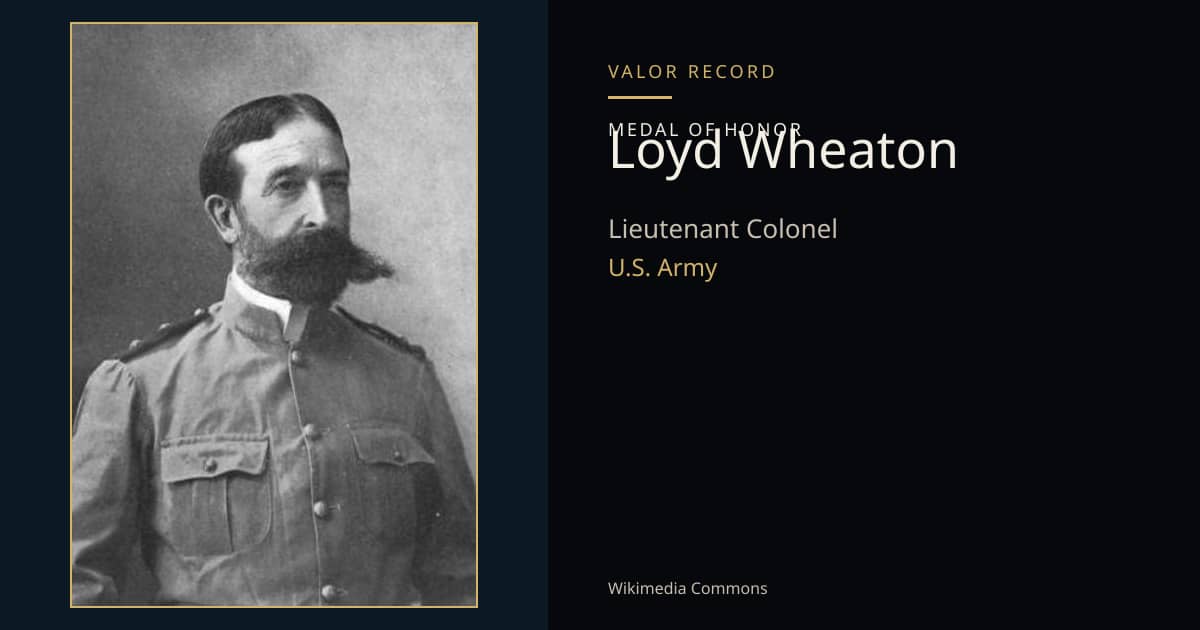 VALOR RECORD
MEDAL OF HONOR
Loyd Wheaton
Lieutenant Colonel
U.S. Army
Wikimedia Commons